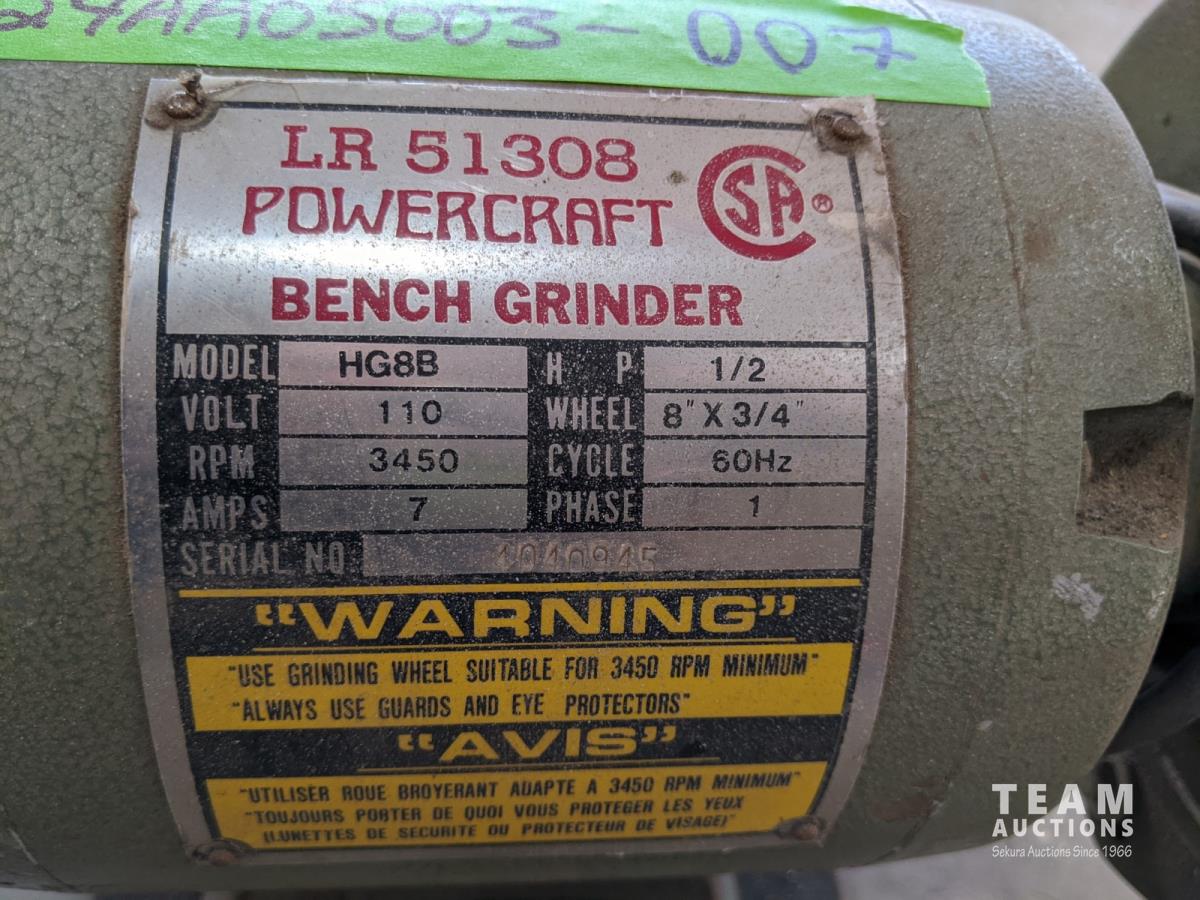 24AA05003-007
LR 51308
POWERCRAFT
BENCH GRINDER
CSA ®
MODEL HG8B H P 1/2
VOLT 110 WHEEL 8" X 3/4"
RPM 3450 CYCLE 60Hz
AMPS 7 PHASE 1
SERIAL NO 4040945
"WARNING"
"USE GRINDING WHEEL SUITABLE FOR 3450 RPM MINIMUM"
"ALWAYS USE GUARDS AND EYE PROTECTORS"
"AVIS"
"UTILISER ROUE BROYERANT ADAPTE A 3450 RPM MINIMUM"
"TOUJOURS PORTER DE QUOI VOUS PROTEGER LES YEUX
(LUNETTES DE SECURITE OU PROTECTEUR DE VISAGE)"
TEAM
AUCTIONS
Sekura Auctions Since 1966